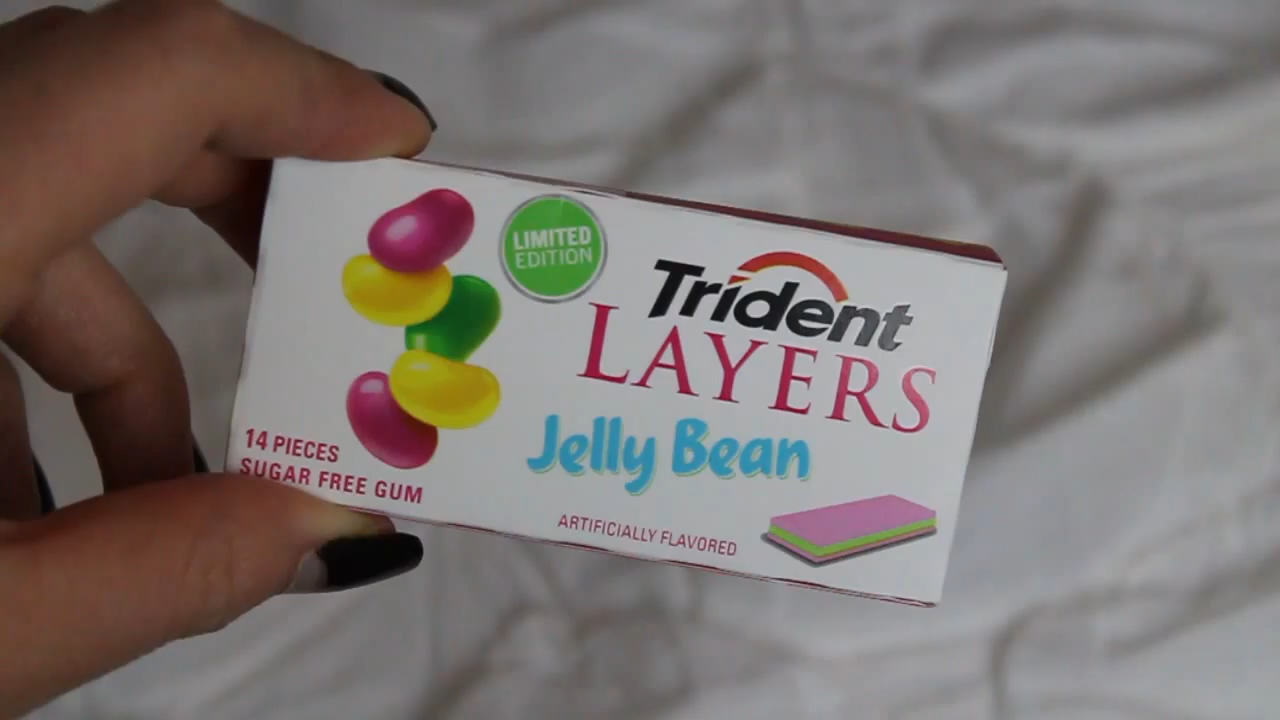 LIMITED
EDITION
Trident
LAYERS
Jelly Bean
14 PIECES
SUGAR FREE GUM
ARTIFICIALLY FLAVORED